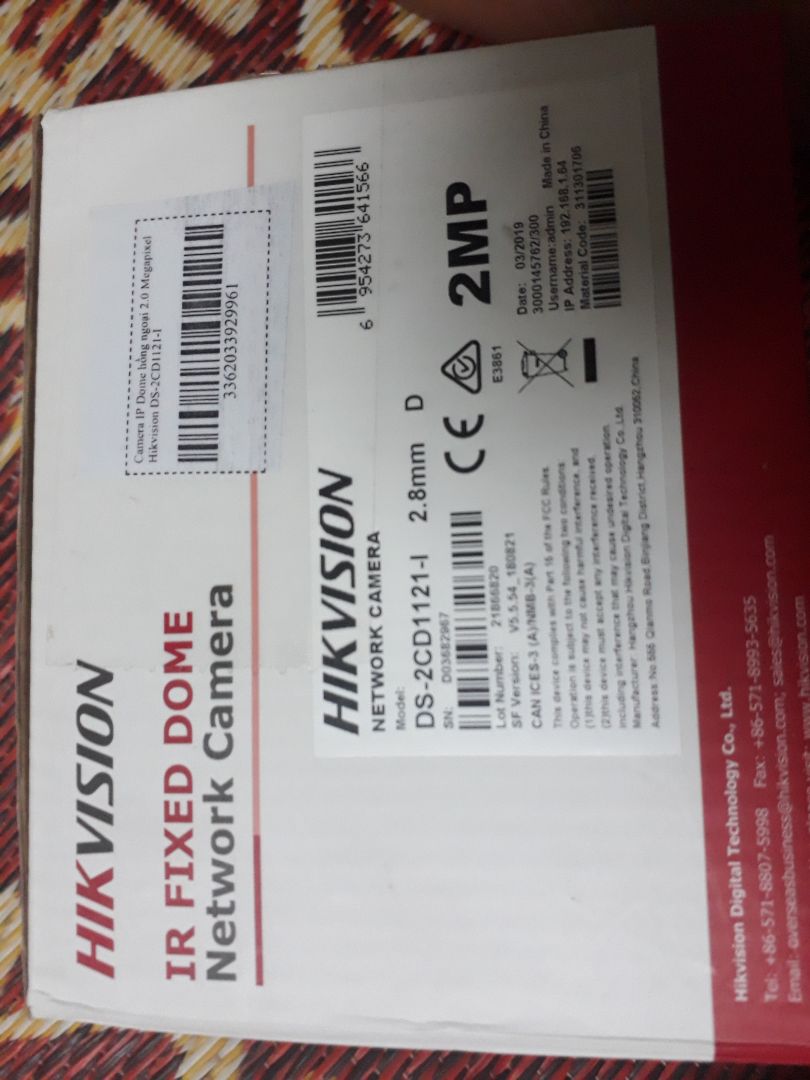 HIKVISION
IR FIXED DOME
Network Camera
Camera IP Dome hồng ngoại 2.0 Megapixel
Hikvision DS-2CD1121-I
3362033929961
HIKVISION
NETWORK CAMERA
6 954273 641566
Model:
DS-2CD1121-I 2.8mm D
2MP
SN: D03682967
CE
E3861
Lot Number: 21866820
SF Version: V5.5.54_180821
CAN ICES-3 (A)/NMB-3(A)
Date: 03/2019
30000145762/300
Username:admin Made in China
IP Address: 192.168.1.64
Material Code: 311301706
This device complies with Part 15 of the FCC Rules.
Operation is subject to the following two conditions:
(1)this device may not cause harmful interference, and
(2)this device must accept any interference received,
including interference that may cause undesired operation.
Manufacturer: Hangzhou Hikvision Digital Technology Co.,Ltd.
Address:No.555 Qianmo Road,Binjiang District,Hangzhou 310052,China
Hikvision Digital Technology Co., Ltd.
Tel: +86-571-8807-5998 Fax: +86-571-8993-5635
Email: overseasbusiness@hikvision.com; sales@hikvision.com